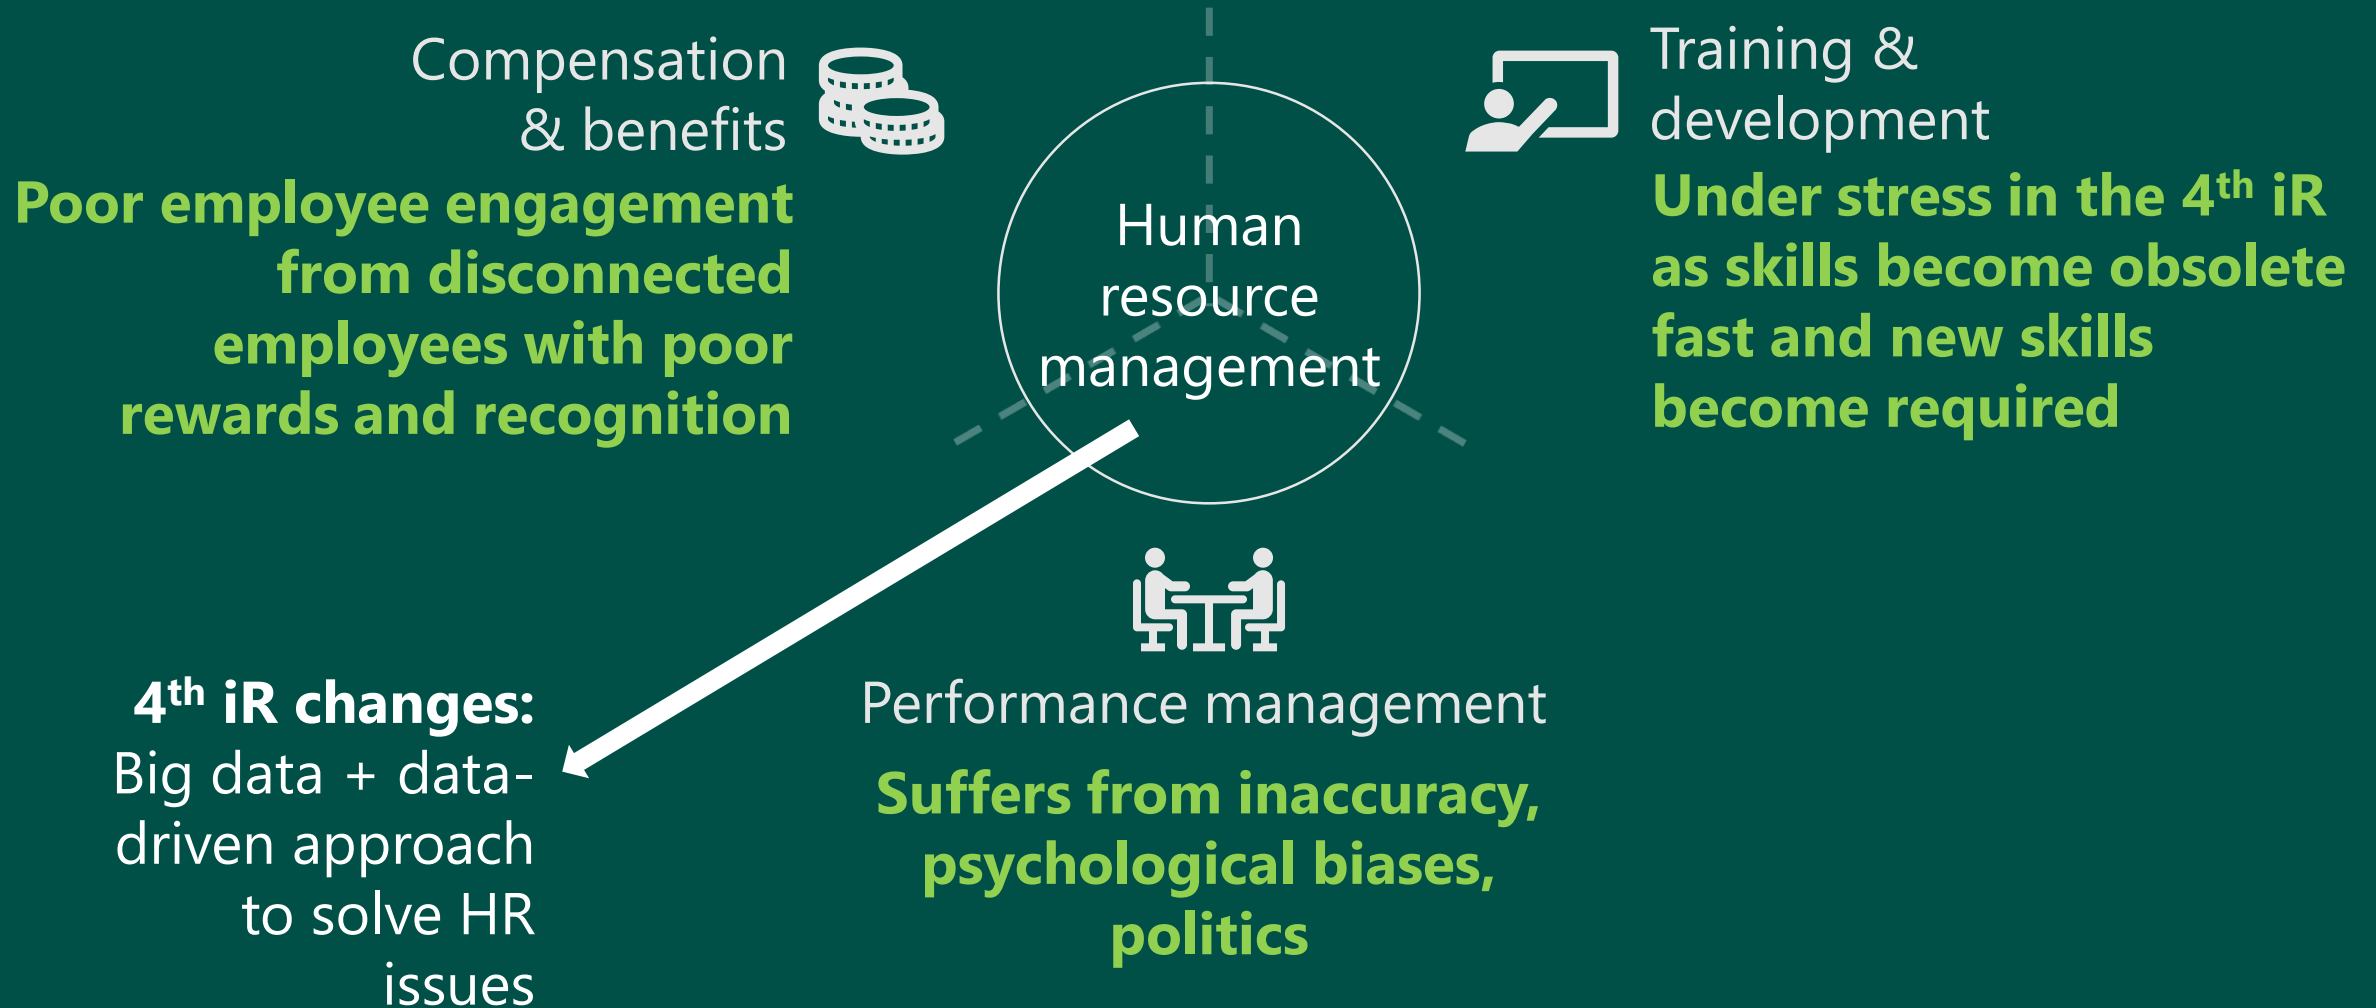 Compensation
& benefits
Poor employee engagement
from disconnected
employees with poor
rewards and recognition
Human
resource
management
Training &
development
Under stress in the 4th iR
as skills become obsolete
fast and new skills
become required
Performance management
Suffers from inaccuracy,
psychological biases,
politics
4th iR changes:
Big data + data-
driven approach
to solve HR
issues